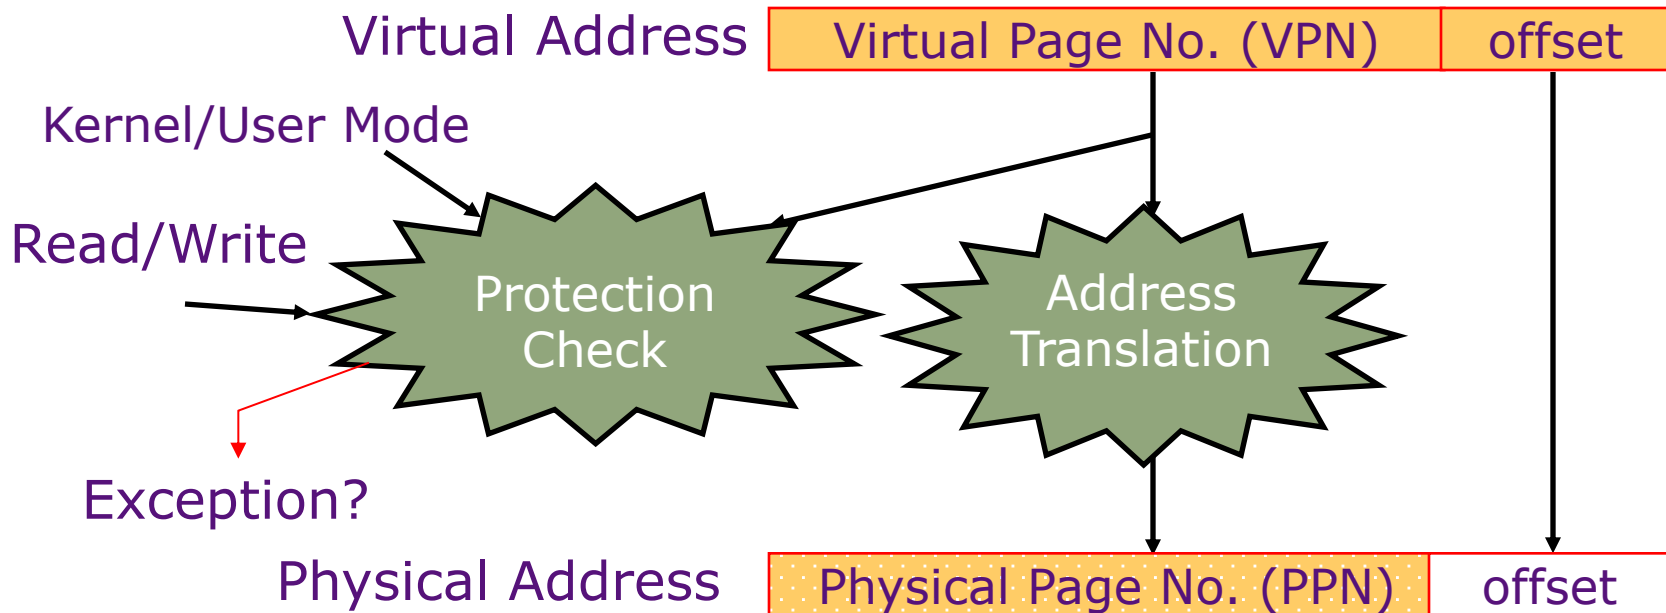 Virtual Address
Virtual Page No. (VPN)
offset
Kernel/User Mode
Read/Write
Protection
Check
Address
Translation
Exception?
Physical Address
Physical Page No. (PPN)
offset